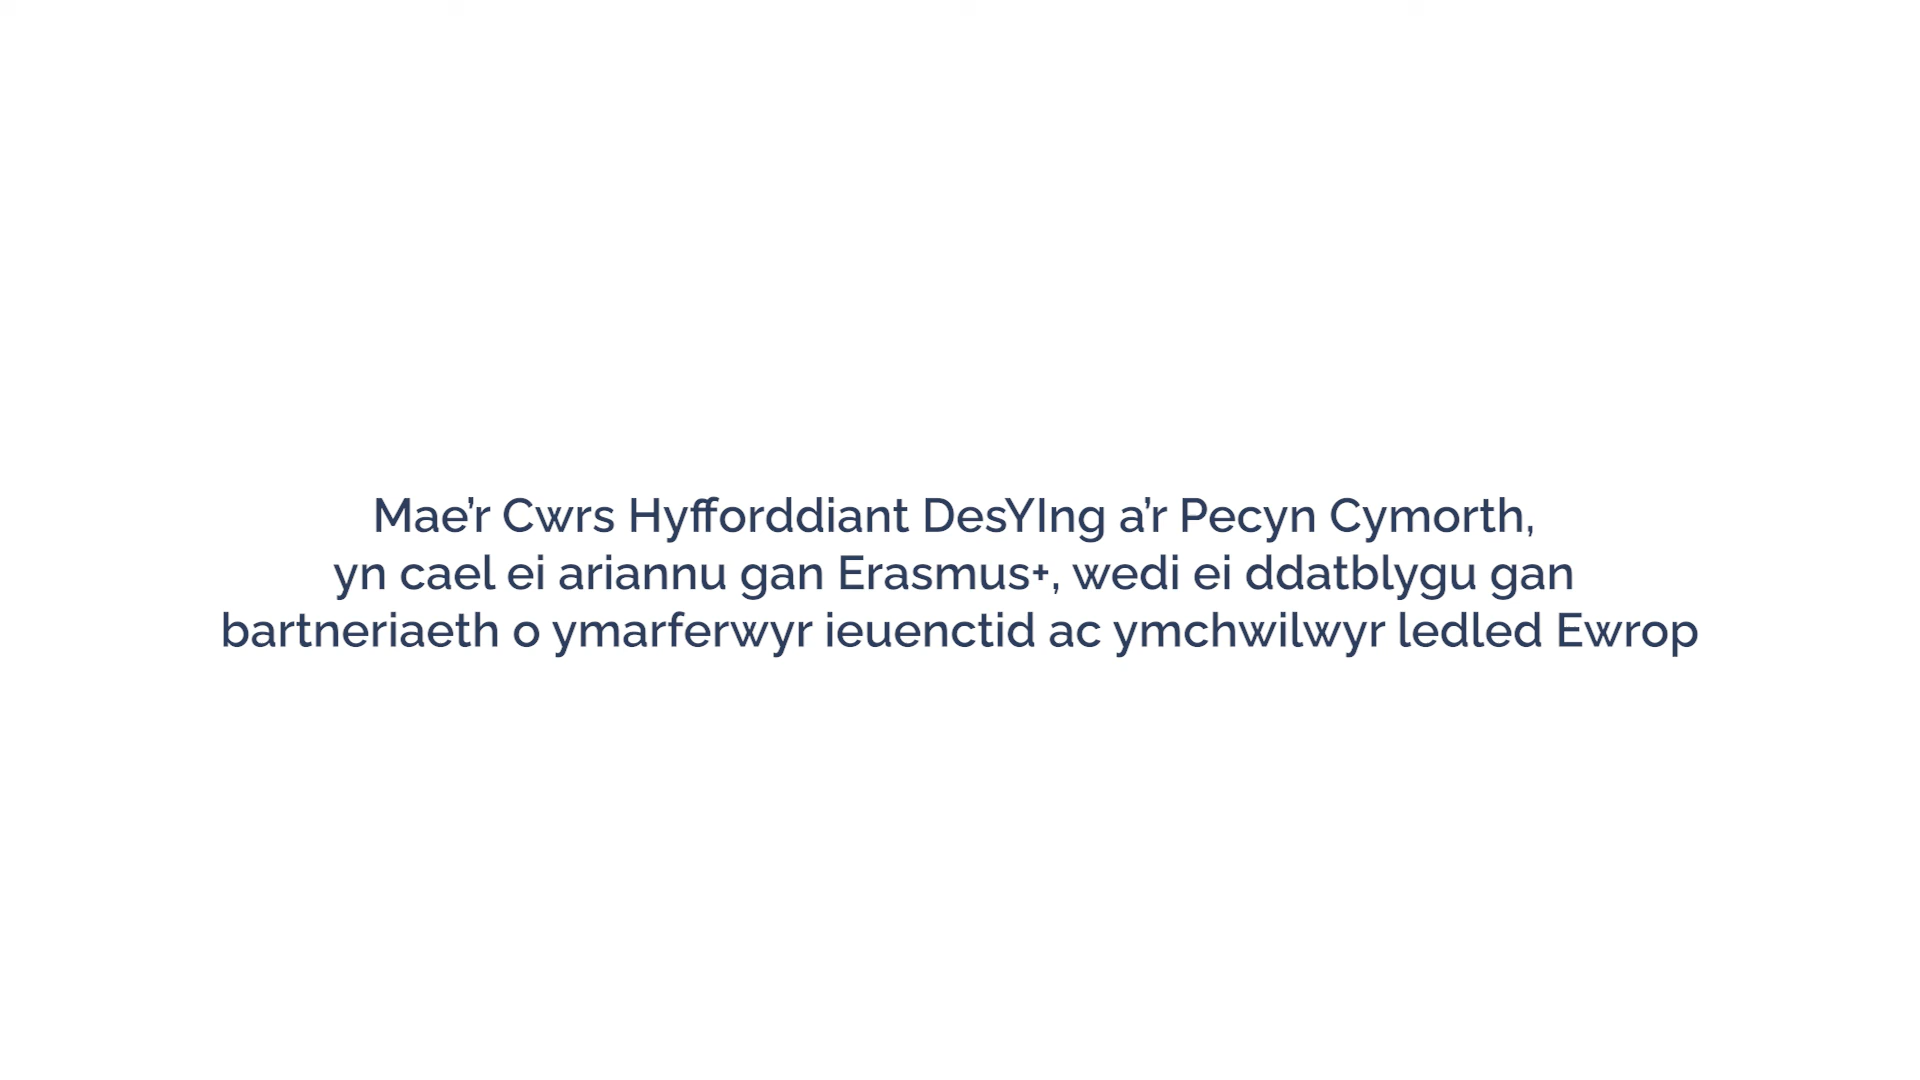 Mae’r Cwrs Hyfforddiant DesYIng a’r Pecyn Cymorth,
yn cael ei ariannu gan Erasmus+, wedi ei ddatblygu gan
bartneriaeth o ymarferwyr ieuenctid ac ymchwilwyr ledled Ewrop